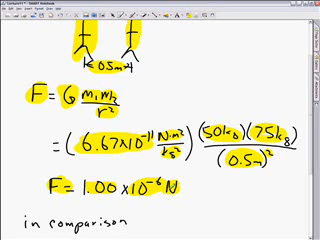 0.5m
F = G m₁m₂ / r²
= (6.67×10⁻¹¹ N·m²/kg²) (50kg)(75kg) / (0.5m)²
F = 1.00 ×10⁻⁶ N
in comparison